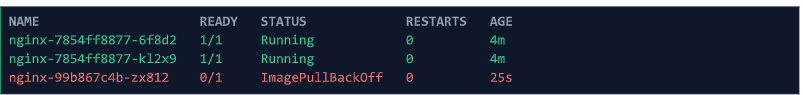 NAME READY STATUS RESTARTS AGE
nginx-7854ff8877-6f8d2 1/1 Running 0 4m
nginx-7854ff8877-kl2x9 1/1 Running 0 4m
nginx-99b867c4b-zx812 0/1 ImagePullBackOff 0 25s